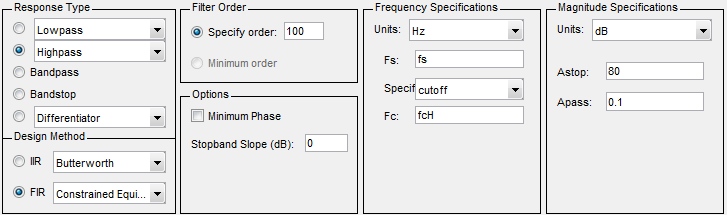 Response Type
Lowpass
Highpass
Bandpass
Bandstop
Differentiator
Design Method
IIR Butterworth
FIR Constrained Equi...
Filter Order
Specify order: 100
Minimum order
Options
Minimum Phase
Stopband Slope (dB): 0
Frequency Specifications
Units: Hz
Fs: fs
Specif cutoff
Fc: fcH
Magnitude Specifications
Units: dB
Astop: 80
Apass: 0.1